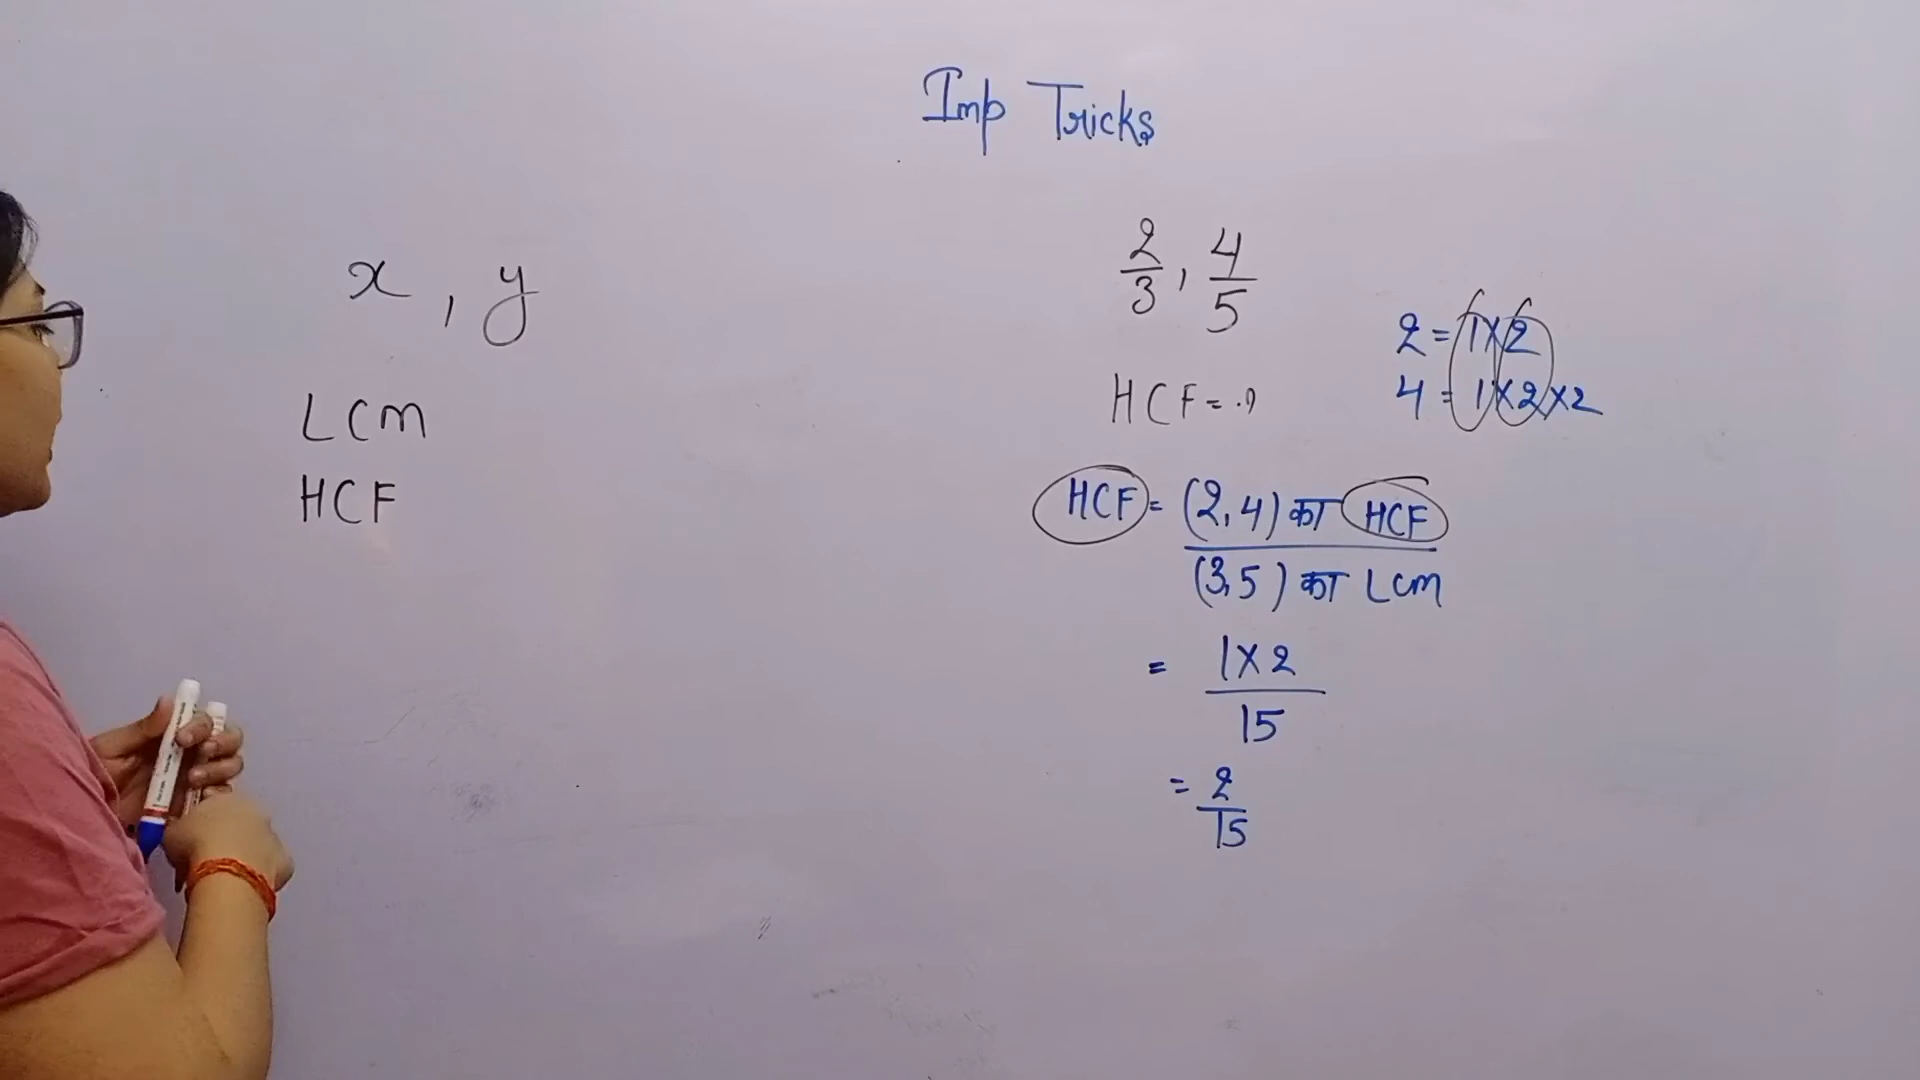 Imp Tricks
x, y
LCM
HCF
2/3, 4/5
HCF = ?
2 = 1×2
4 = 1×2×2
HCF = (2,4) का HCF
(3,5) का LCM
= 1×2
15
= 2
15